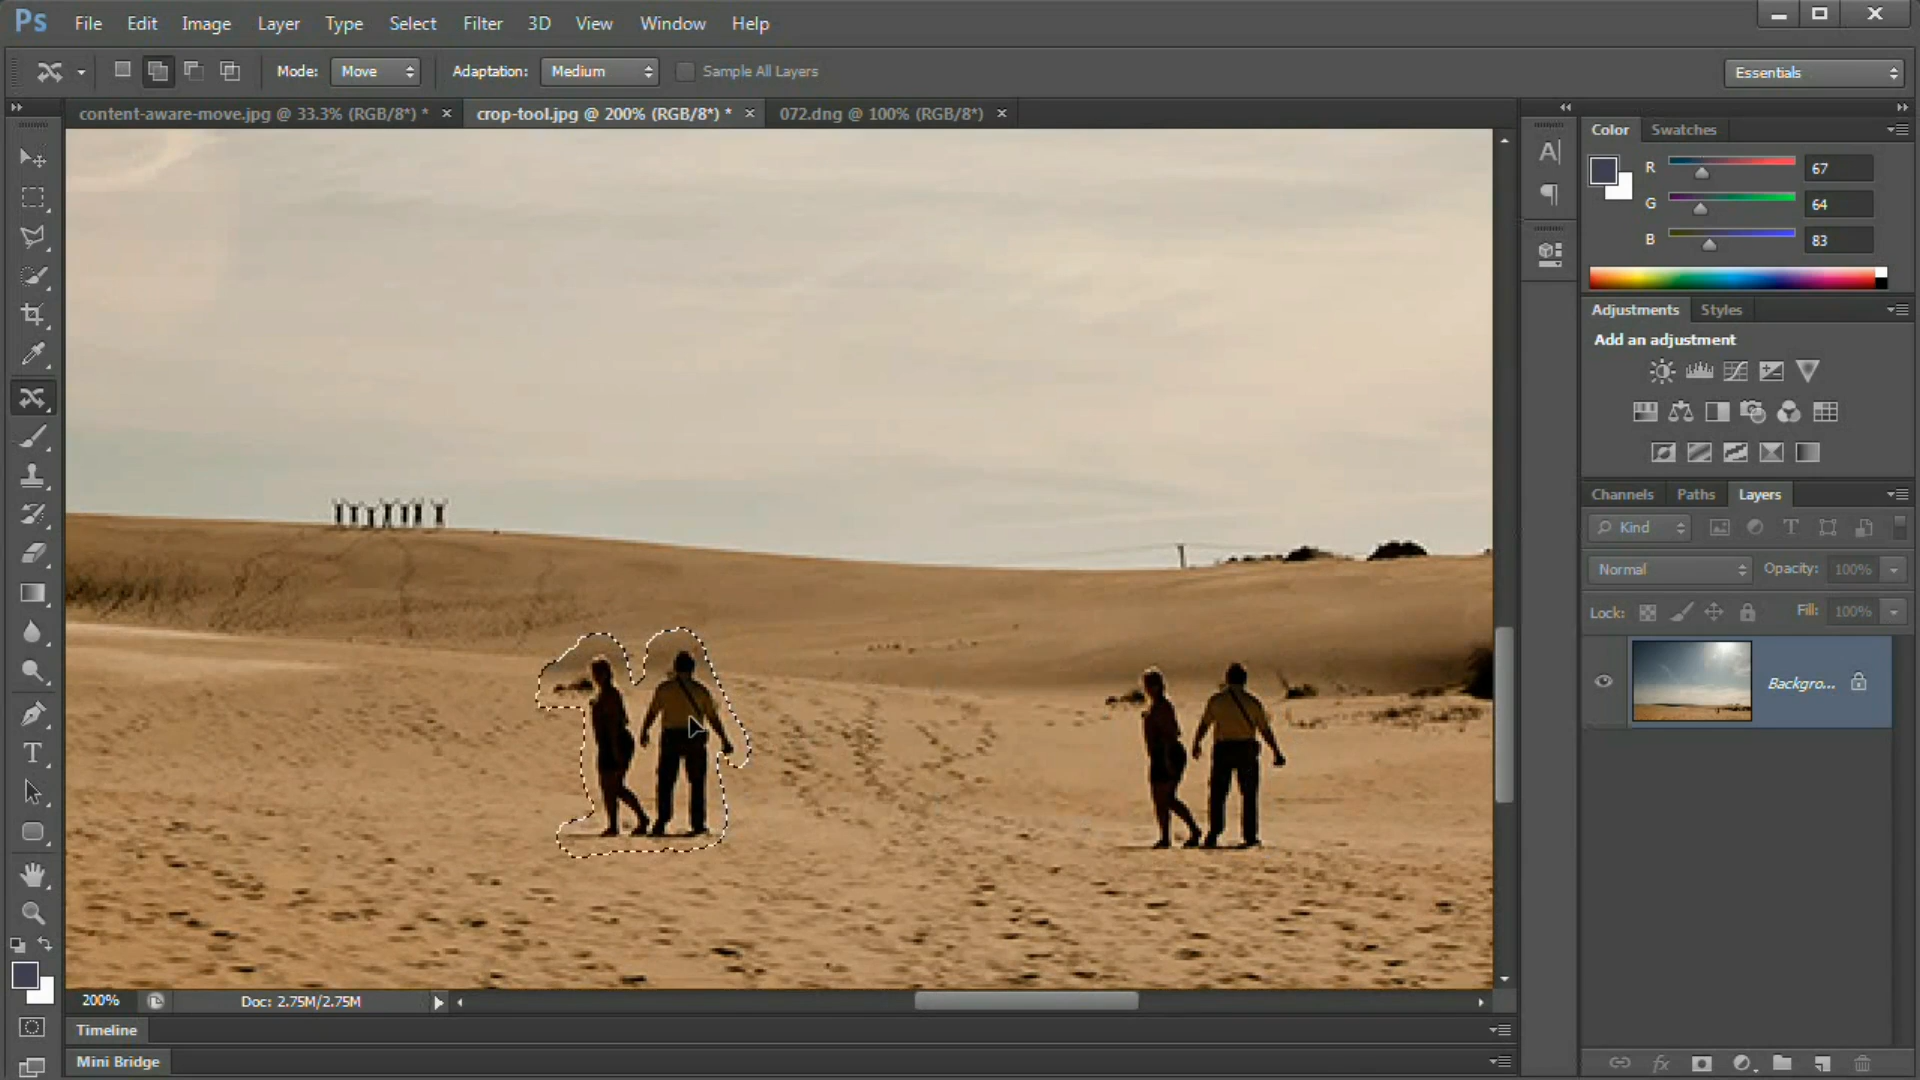 Ps File Edit Image Layer Type Select Filter 3D View Window Help
Mode: Move Adaptation: Medium Sample All Layers Essentials
content-aware-move.jpg @ 33.3% (RGB/8*) * × crop-tool.jpg @ 200% (RGB/8*) * × 072.dng @ 100% (RGB/8*) ×
Color Swatches
R 67
G 64
B 83
Adjustments Styles
Add an adjustment
Channels Paths Layers
Kind
Normal Opacity: 100%
Lock: Fill: 100%
Backgro...
200% Doc: 2.75M/2.75M
Timeline
Mini Bridge